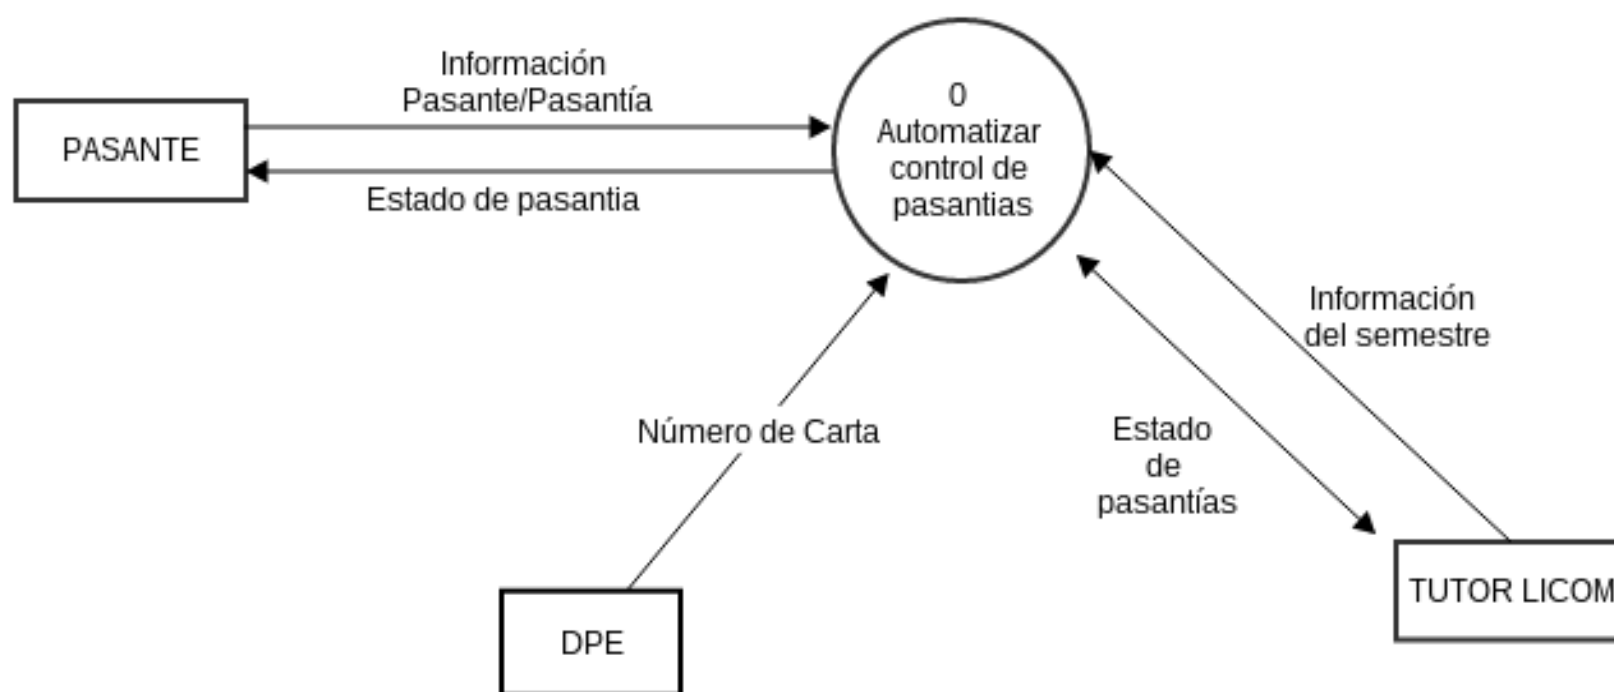 Información
Pasante/Pasantía
PASANTE
Estado de pasantia
0
Automatizar
control de
pasantias
Información
del semestre
Número de Carta
Estado
de
pasantías
DPE
TUTOR LICOM